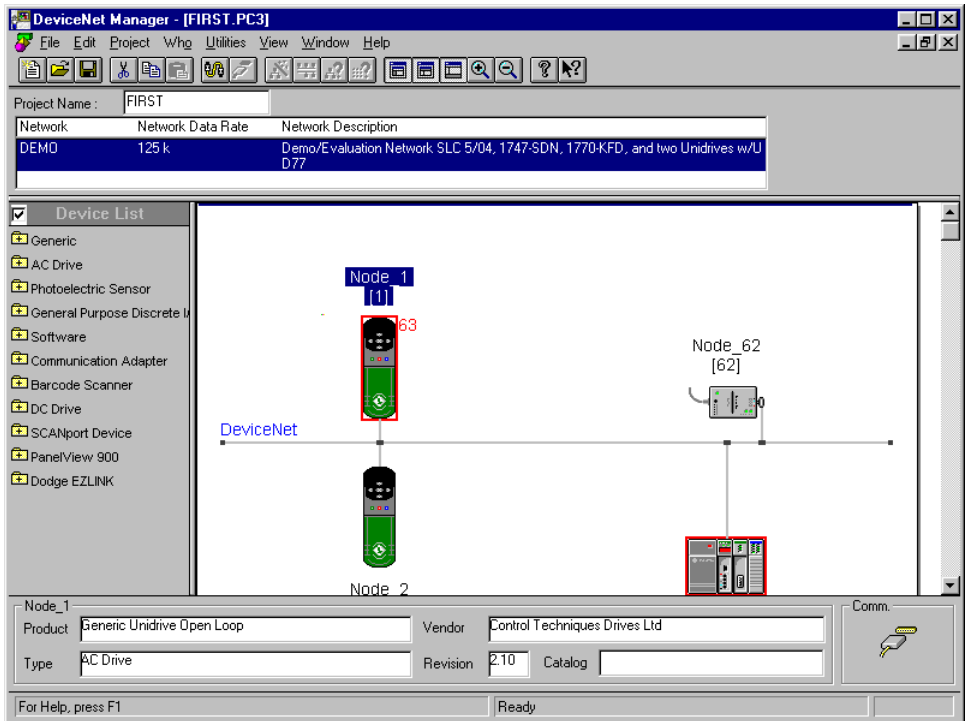 DeviceNet Manager - [FIRST.PC3]
File Edit Project Who Utilities View Window Help
Project Name : FIRST
Network Network Data Rate Network Description
DEMO 125 k Demo/Evaluation Network SLC 5/04, 1747-SDN, 1770-KFD, and two Unidrives w/U
D77
Device List
Generic
AC Drive
Photoelectric Sensor
General Purpose Discrete I/
Software
Communication Adapter
Barcode Scanner
DC Drive
SCANport Device
PanelView 900
Dodge EZLINK
Node_1
[1]
63
Node_62
[62]
0
DeviceNet
Node_2
Node_1
Product Generic Unidrive Open Loop Vendor Control Techniques Drives Ltd
Type AC Drive Revision 2.10 Catalog
Comm.
For Help, press F1 Ready